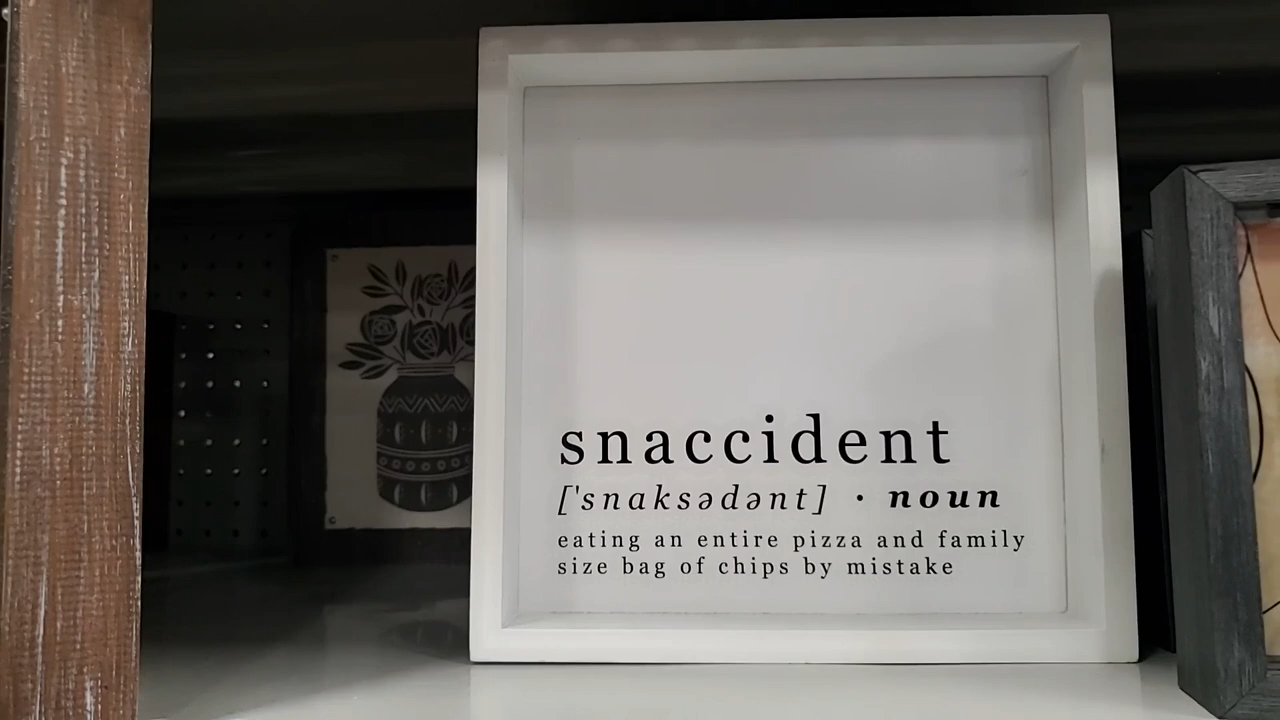 snaccident
['snaksədənt] · noun
eating an entire pizza and family
size bag of chips by mistake